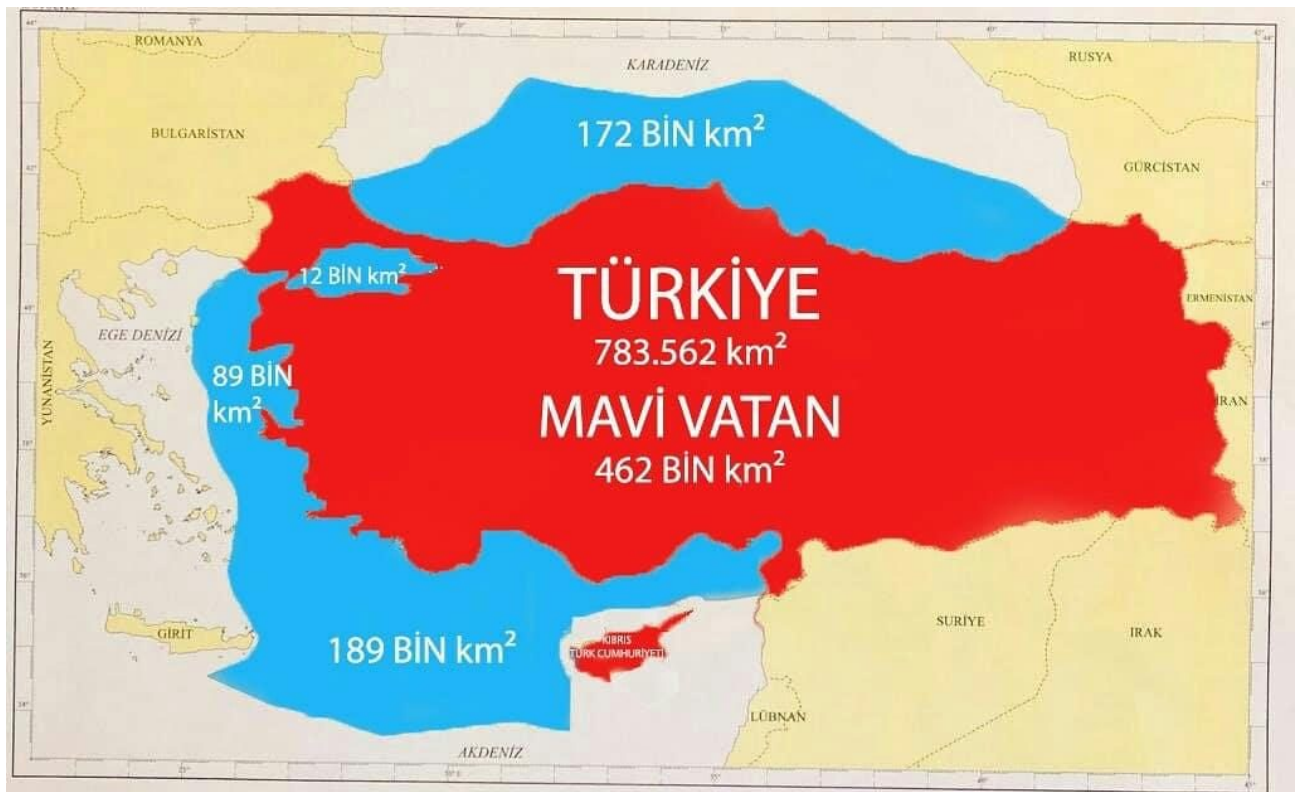 ROMANYA
KARADENİZ
RUSYA
BULGARİSTAN
172 BİN km²
GÜRCİSTAN
12 BİN km²
TÜRKİYE
783.562 km²
ERMENİSTAN
EGE DENİZİ
YUNANİSTAN
89 BİN
km²
MAVİ VATAN
462 BİN km²
İRAN
GİRİT
189 BİN km²
KIBRIS
TÜRK CUMHURİYETİ
SURİYE
IRAK
LÜBNAN
AKDENİZ